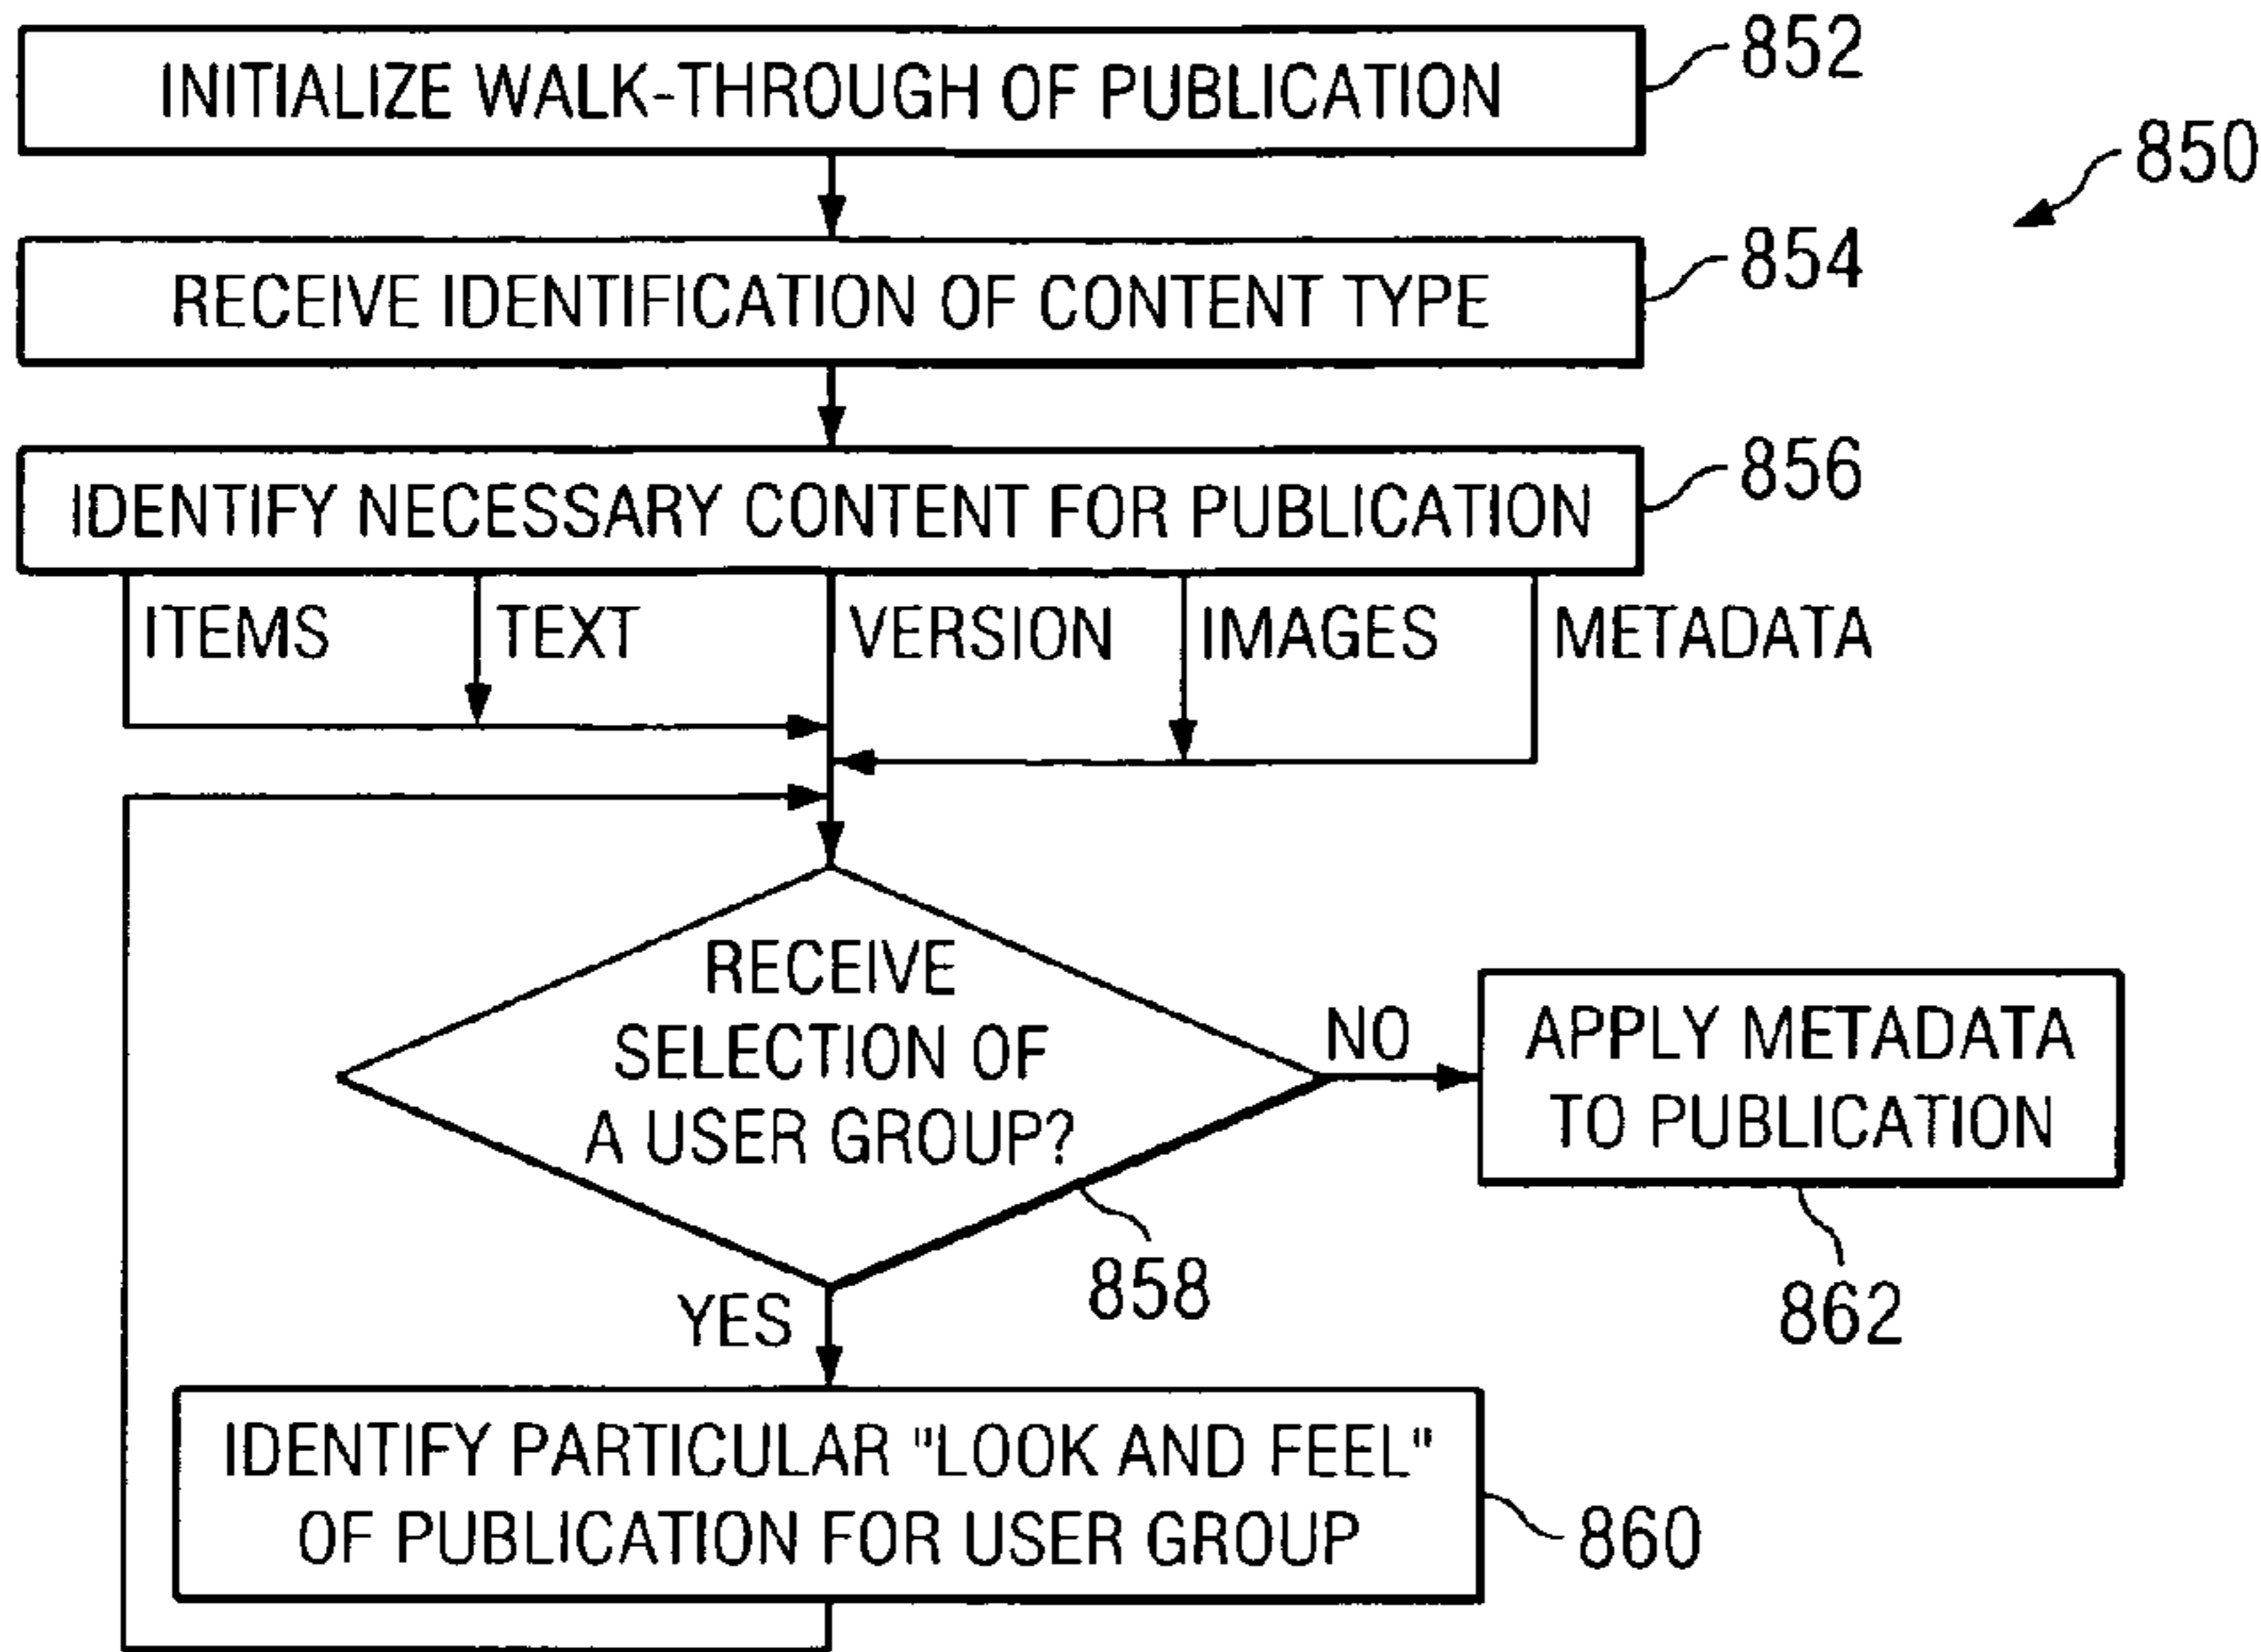 INITIALIZE WALK-THROUGH OF PUBLICATION
852
850
RECEIVE IDENTIFICATION OF CONTENT TYPE
854
IDENTIFY NECESSARY CONTENT FOR PUBLICATION
856
ITEMS
TEXT
VERSION
IMAGES
METADATA
RECEIVE
SELECTION OF
A USER GROUP?
858
NO
APPLY METADATA
TO PUBLICATION
862
YES
IDENTIFY PARTICULAR "LOOK AND FEEL"
OF PUBLICATION FOR USER GROUP
860